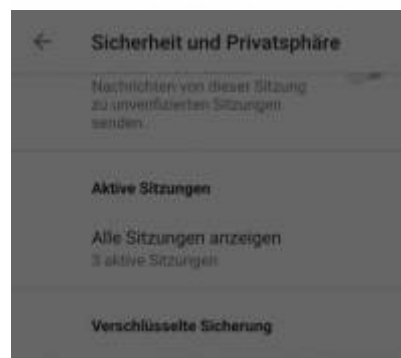 Sicherheit und Privatsphäre
Nachrichten von dieser Sitzung
zu unverifizierten Sitzungen
senden.
Aktive Sitzungen
Alle Sitzungen anzeigen
3 aktive Sitzungen
Verschlüsselte Sicherung